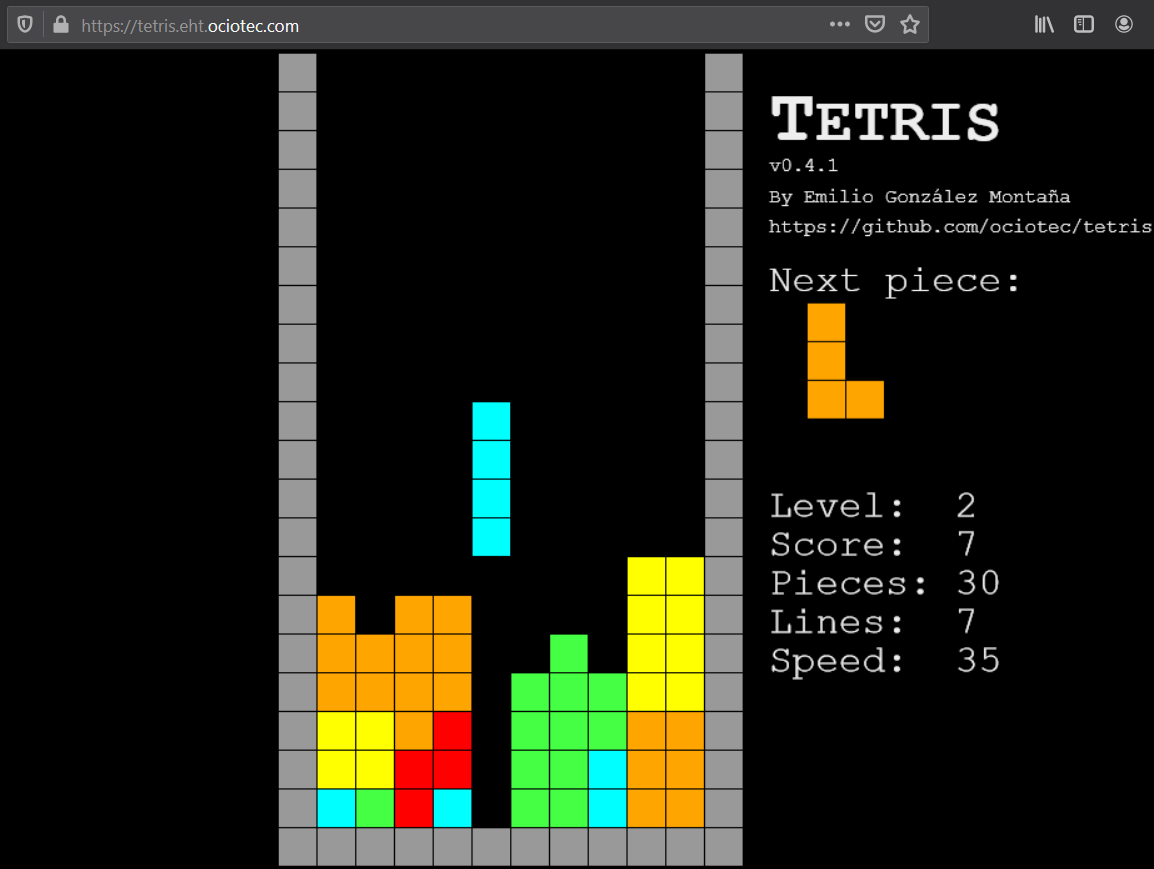 https://tetris.eht.ociotec.com
TETRIS
v0.4.1
By Emilio González Montaña
https://github.com/ociotec/tetris
Next piece:
Level: 2
Score: 7
Pieces: 30
Lines: 7
Speed: 35